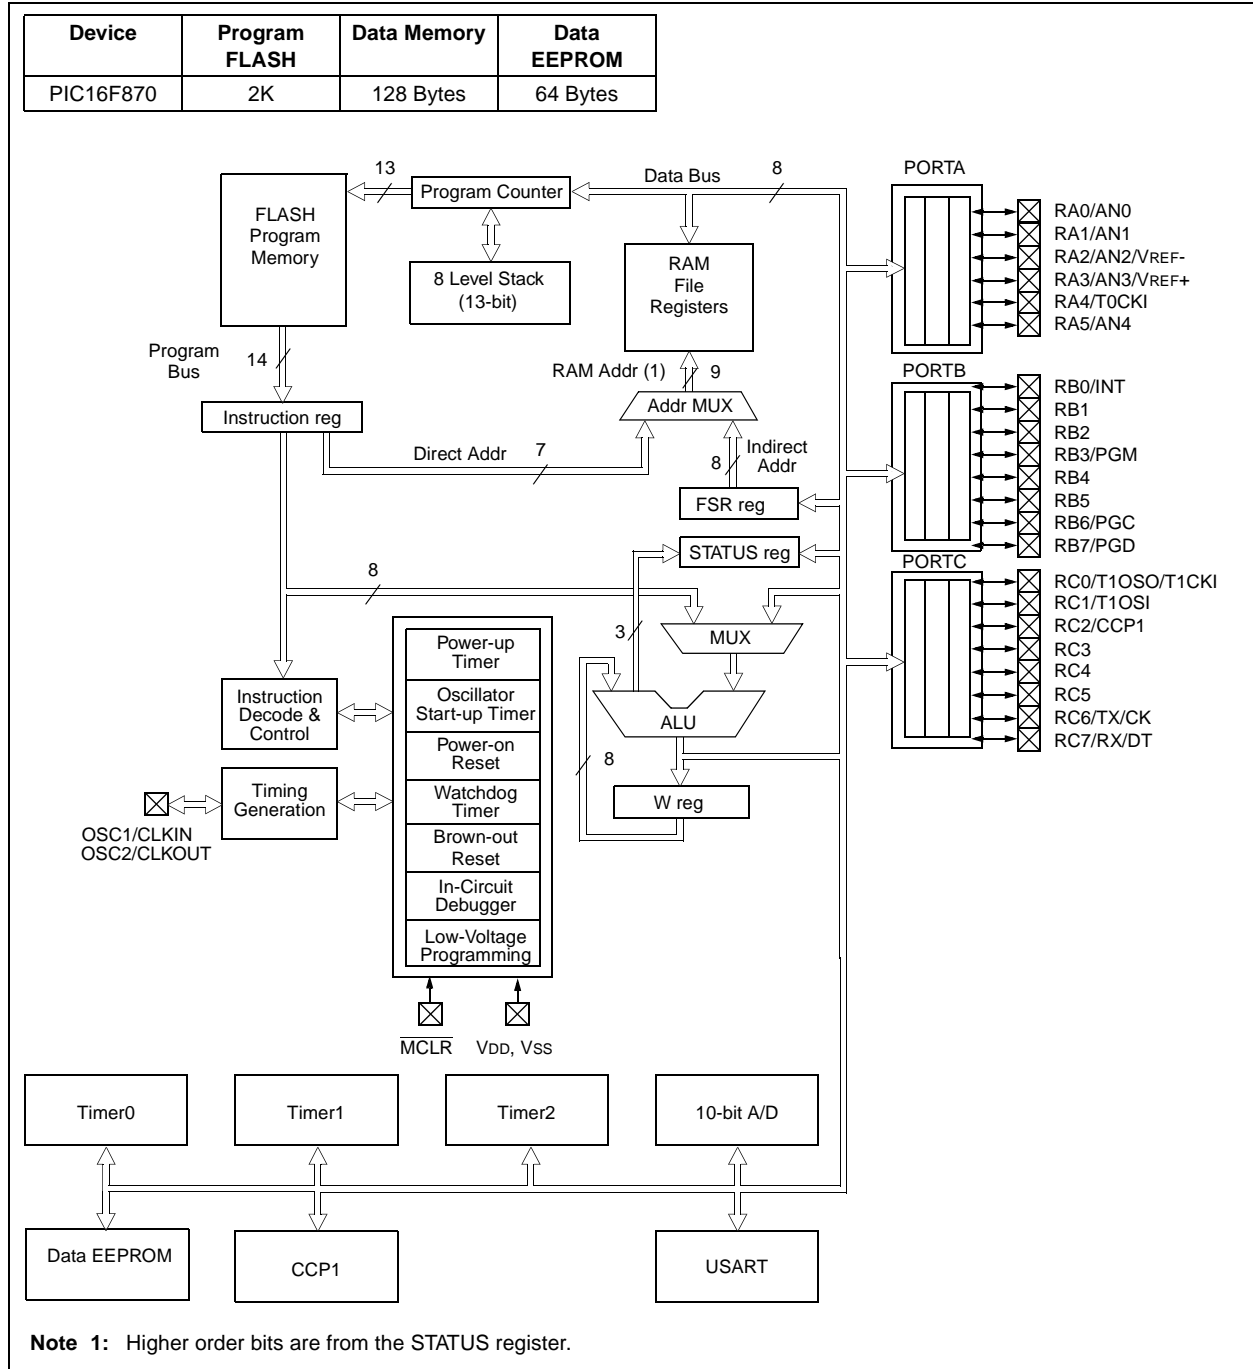 Device Program FLASH Data Memory Data EEPROM
PIC16F870 2K 128 Bytes 64 Bytes
13
Program Counter
Data Bus
8
FLASH
Program
Memory
8 Level Stack
(13-bit)
RAM
File
Registers
Program
Bus
14
RAM Addr (1)
9
Instruction reg
Addr MUX
Direct Addr
7
8
Indirect
Addr
FSR reg
STATUS reg
8
3
MUX
ALU
8
W reg
Power-up
Timer
Oscillator
Start-up Timer
Power-on
Reset
Watchdog
Timer
Brown-out
Reset
In-Circuit
Debugger
Low-Voltage
Programming
Instruction
Decode &
Control
Timing
Generation
OSC1/CLKIN
OSC2/CLKOUT
MCLR
VDD, VSS
PORTA
RA0/AN0
RA1/AN1
RA2/AN2/VREF-
RA3/AN3/VREF+
RA4/T0CKI
RA5/AN4
PORTB
RB0/INT
RB1
RB2
RB3/PGM
RB4
RB5
RB6/PGC
RB7/PGD
PORTC
RC0/T1OSO/T1CKI
RC1/T1OSI
RC2/CCP1
RC3
RC4
RC5
RC6/TX/CK
RC7/RX/DT
Timer0
Timer1
Timer2
10-bit A/D
Data EEPROM
CCP1
USART
Note 1: Higher order bits are from the STATUS register.